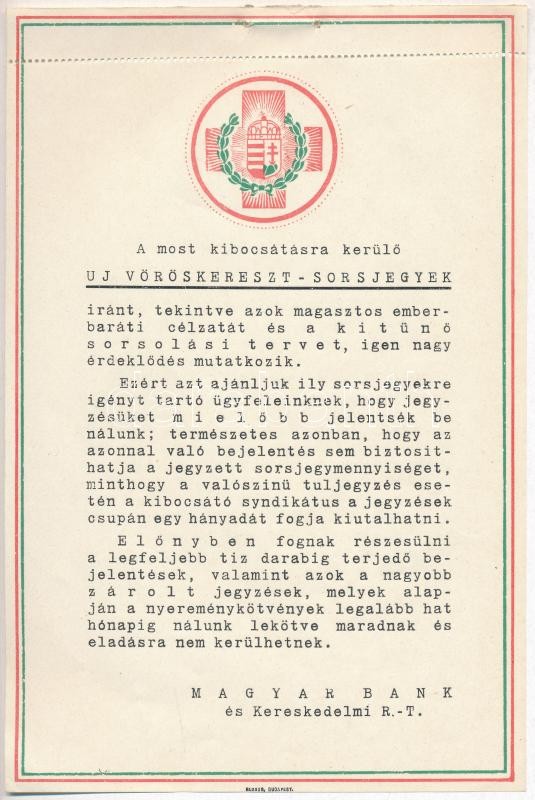 A most kibocsátásra kerülő
UJ VÖRÖSKERESZT-SORSJEGYEK
iránt, tekintve azok magasztos ember-
baráti célzatát és a kitünő
sorsolási tervet, igen nagy
érdeklődés mutatkozik.
Ezért azt ajánljuk ily sorsjegyekre
igényt tartó ügyfeleinknek, hogy jegy-
zésüket mielőbb jelentsék be
nálunk; természetes azonban, hogy az
azonnal való bejelentés sem biztosit-
hatja a jegyzett sorsjegymennyiséget,
minthogy a valószinü tuljegyzés ese-
tén a kibocsátó syndikátus a jegyzések
csupán egy hányadát fogja kiutalhatni.
Előnyben fognak részesülni
a legfeljebb tiz darabig terjedő be-
jelentések, valamint azok a nagyobb
zárolt jegyzések, melyek alap-
ján a nyereménykötvények legalább hat
hónapig nálunk lekötve maradnak és
eladásra nem kerülhetnek.
MAGYAR BANK
és Kereskedelmi R.-T.
BUDAPEST.